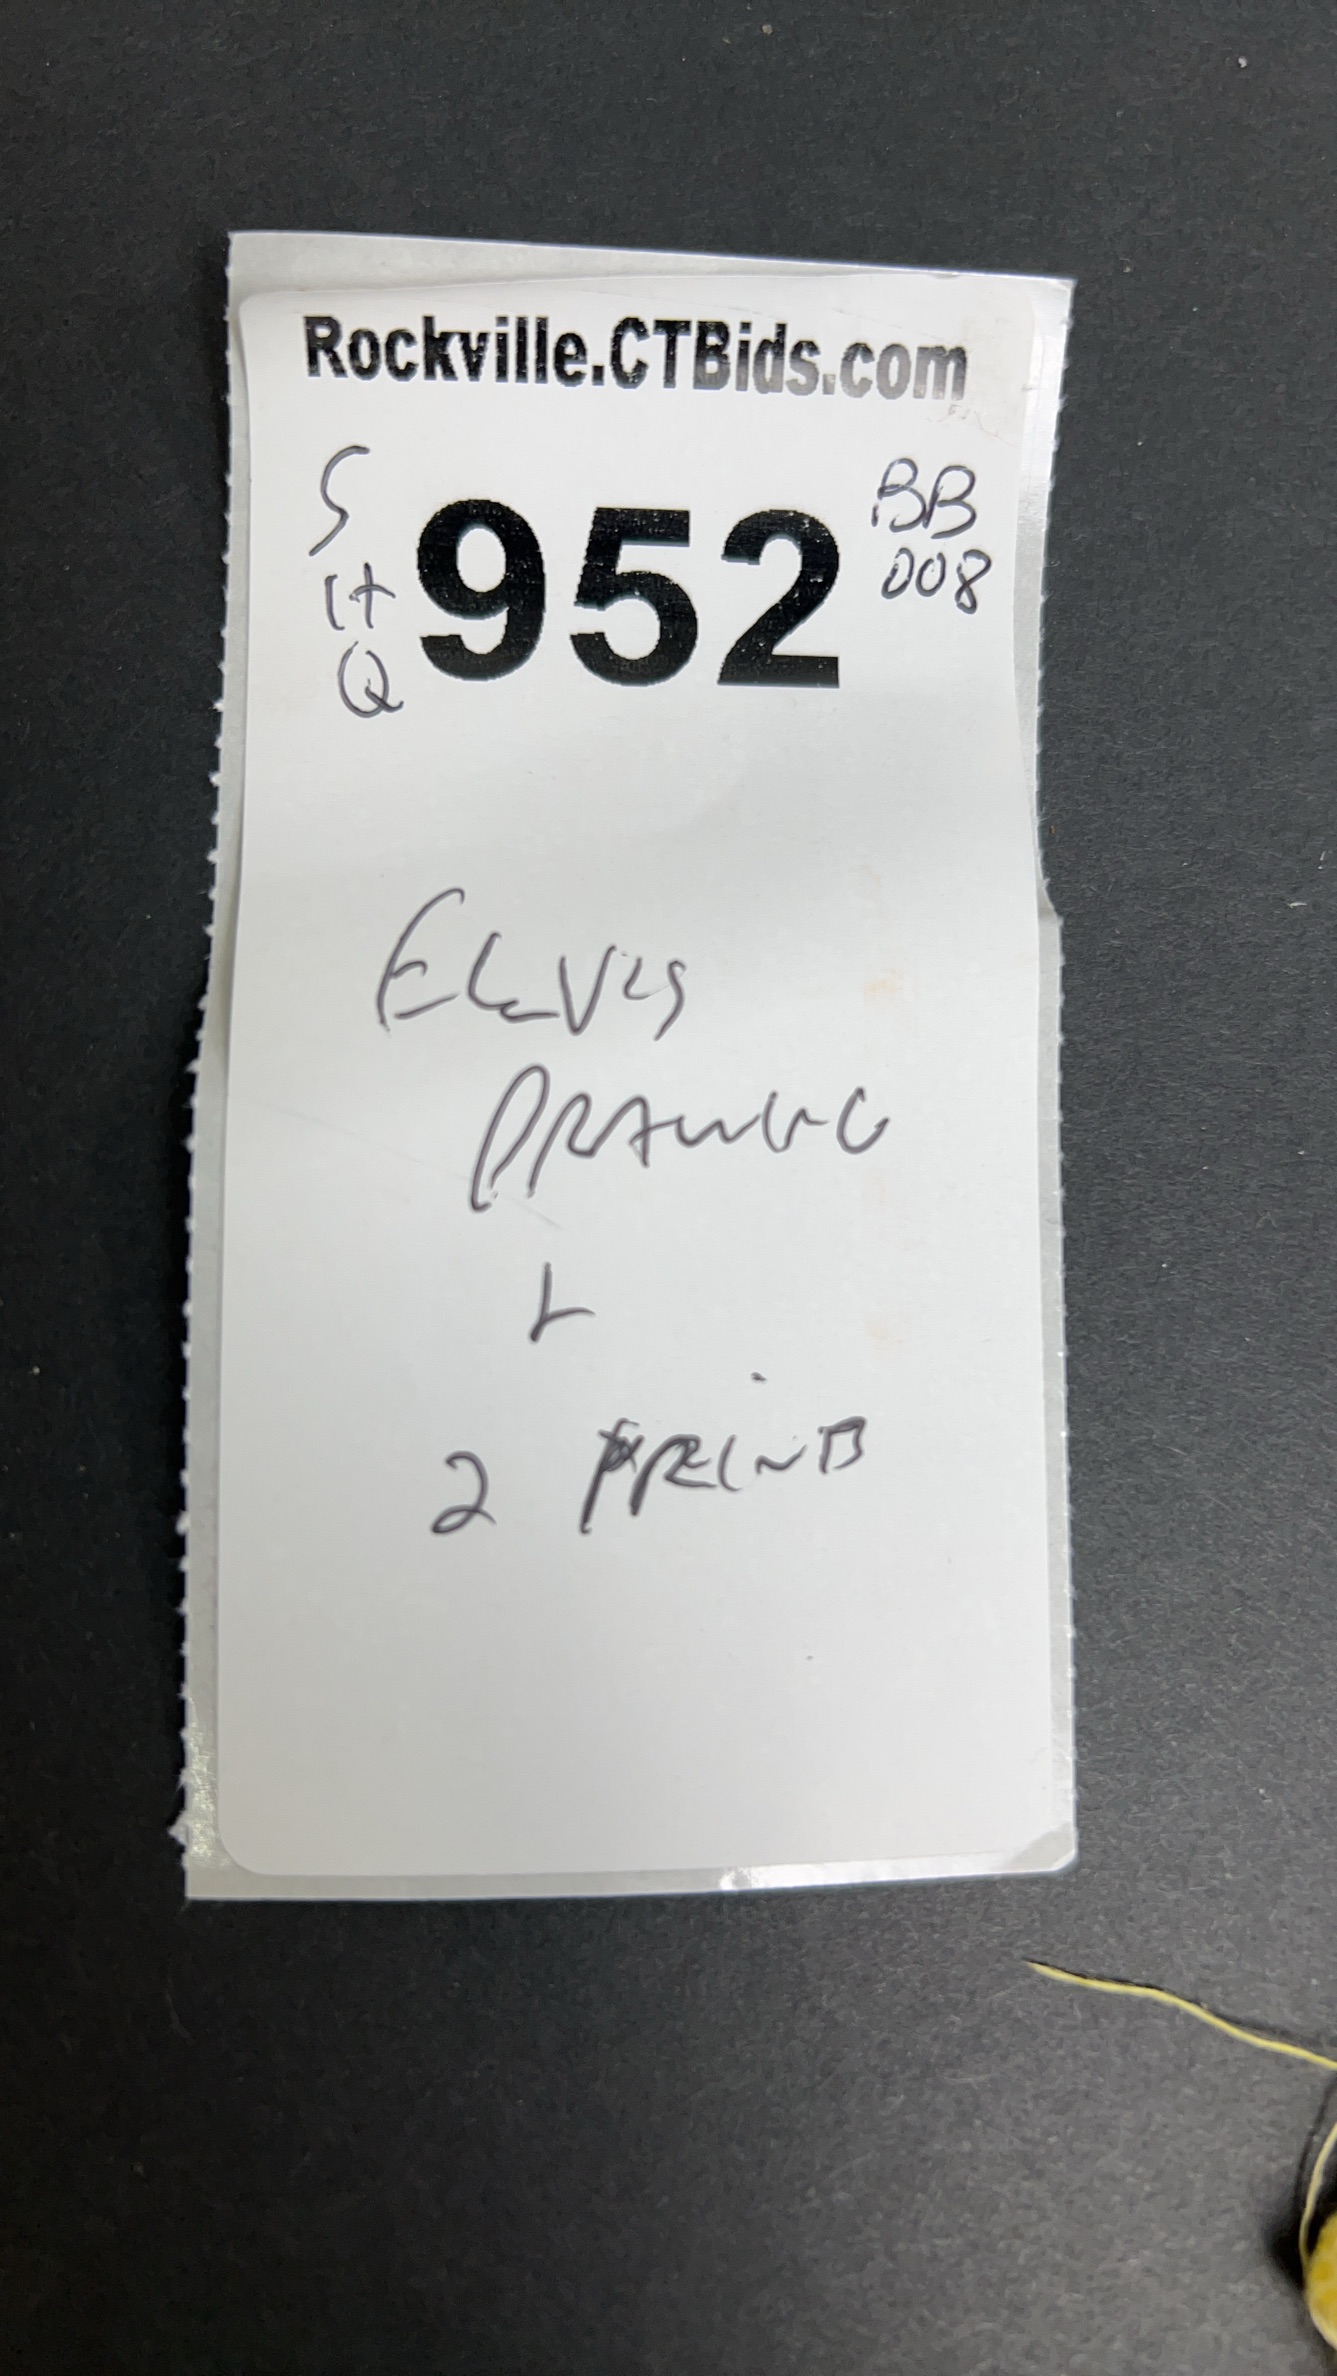 Rockville.CTBids.com
S
H
Q
952
BB
008
ELVIS
DRAWING
+
2 PRINTS